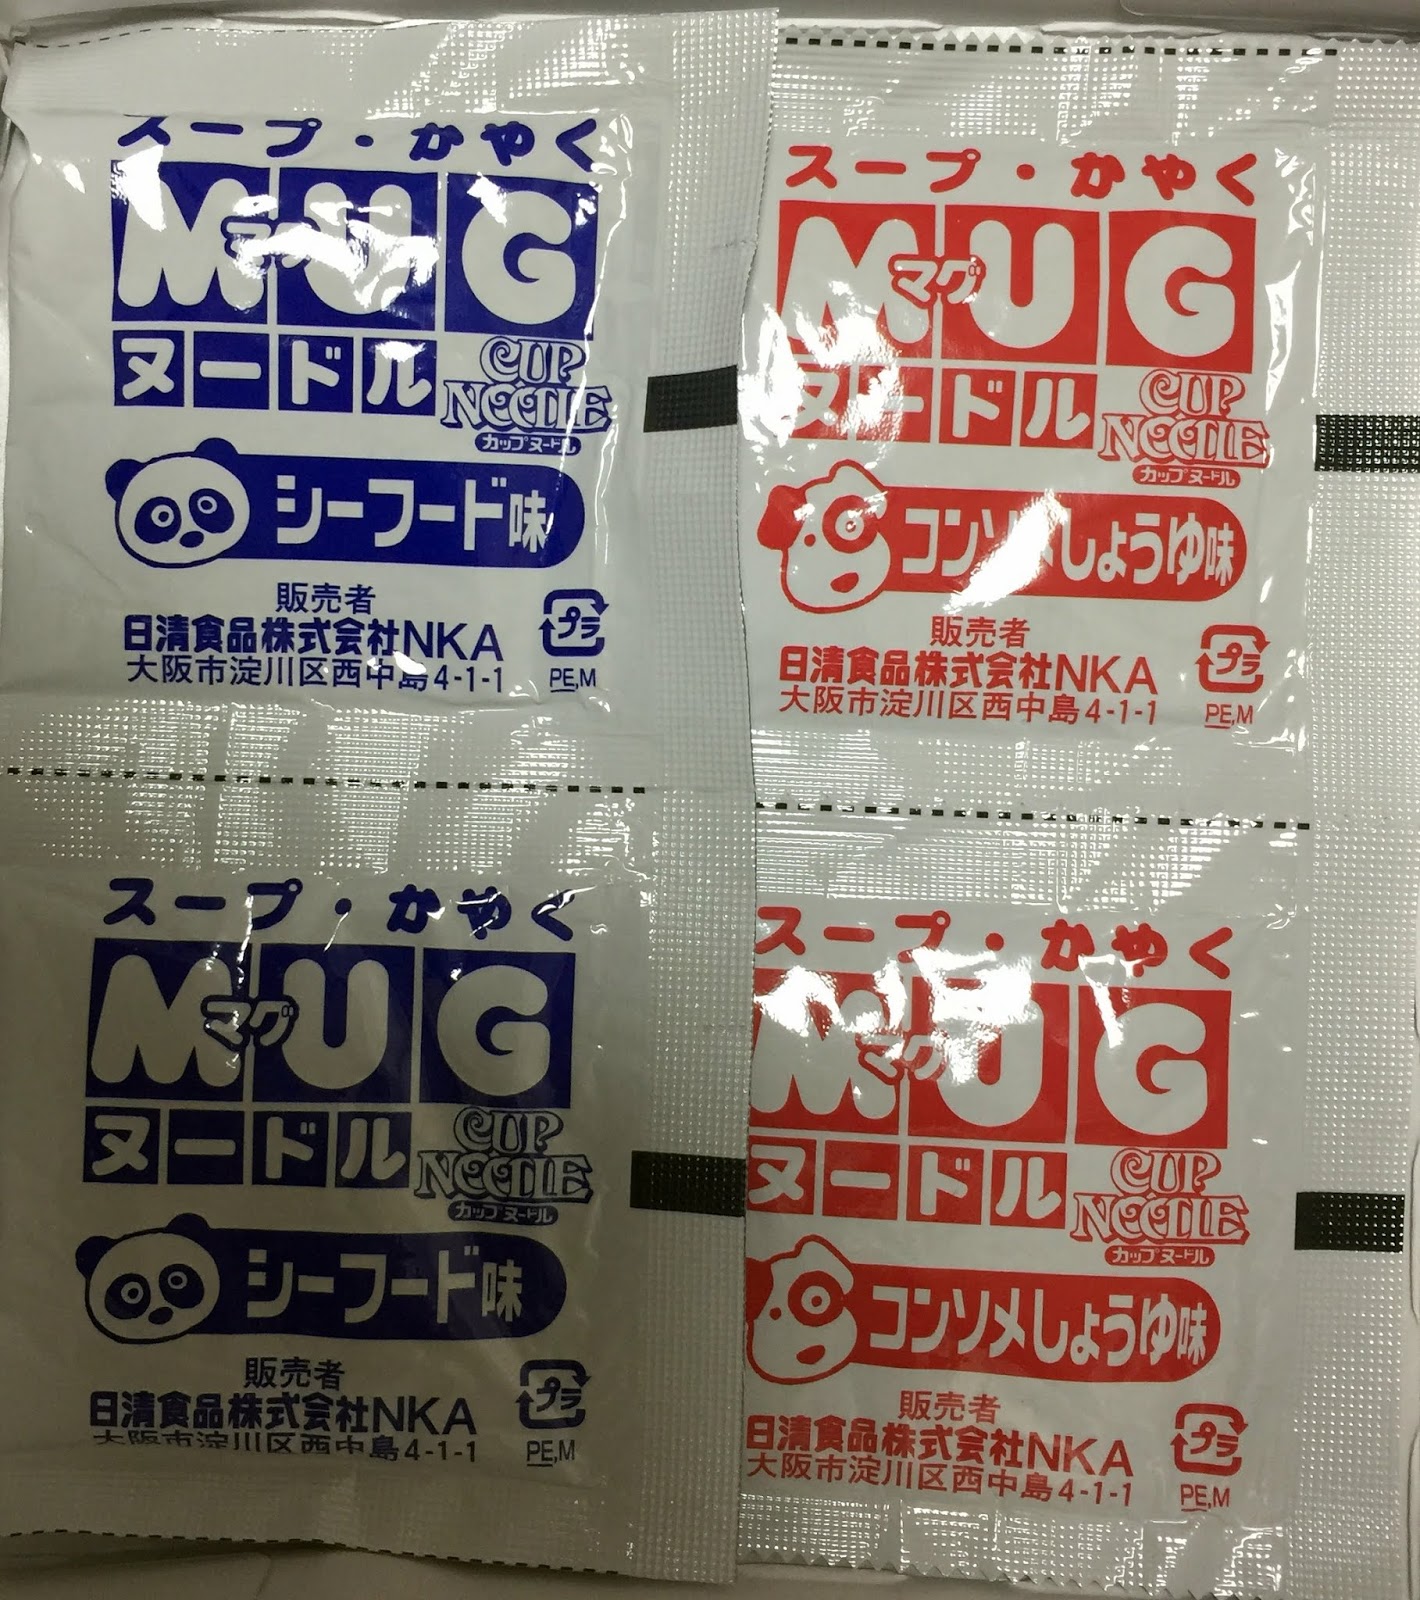 スープ・かやく
MUG
マグ
ヌードル
CUP
NOODLE
カップヌードル
シーフード味
販売者
日清食品株式会社NKA
大阪市淀川区西中島4-1-1
プラ
PE,M
スープ・かやく
MUG
マグ
ヌードル
CUP
NOODLE
カップヌードル
コンソメしょうゆ味
販売者
日清食品株式会社NKA
大阪市淀川区西中島4-1-1
プラ
PE,M
スープ・かやく
MUG
マグ
ヌードル
CUP
NOODLE
カップヌードル
シーフード味
販売者
日清食品株式会社NKA
大阪市淀川区西中島4-1-1
プラ
PE,M
スープ・かやく
MUG
マグ
ヌードル
CUP
NOODLE
カップヌードル
コンソメしょうゆ味
販売者
日清食品株式会社NKA
大阪市淀川区西中島4-1-1
プラ
PE,M